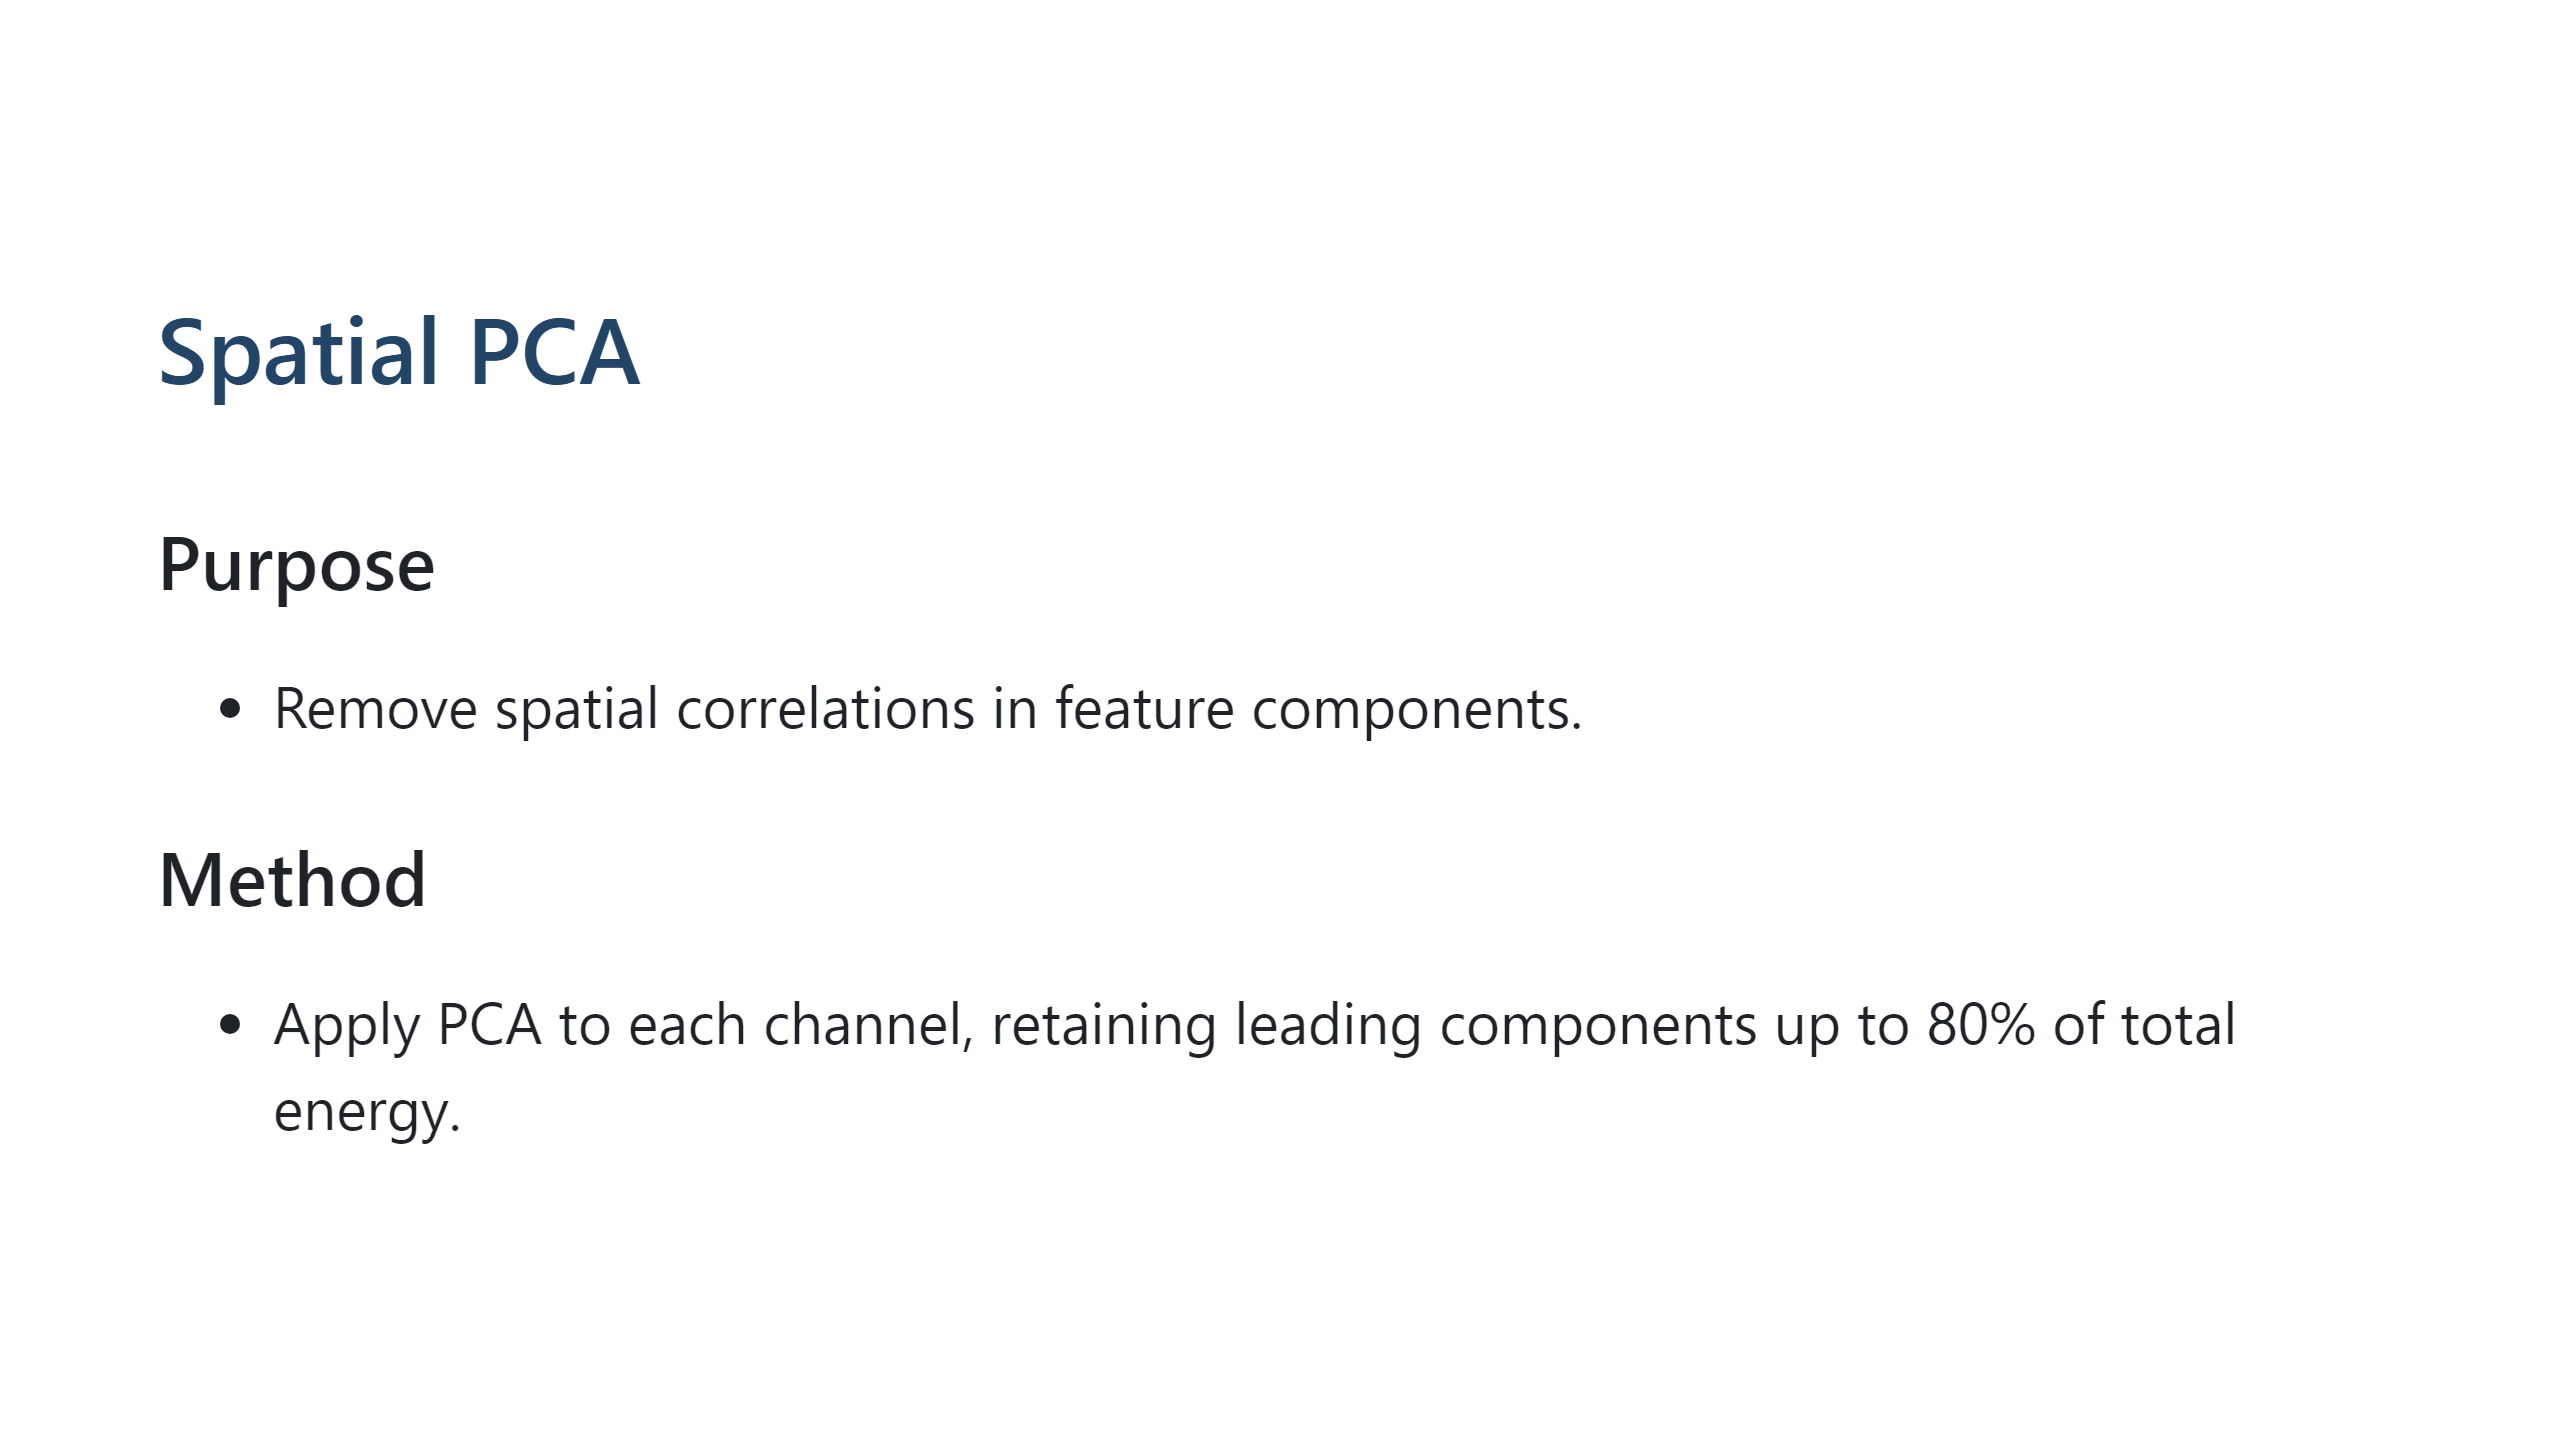 Spatial PCA
Purpose
• Remove spatial correlations in feature components.
Method
• Apply PCA to each channel, retaining leading components up to 80% of total
energy.